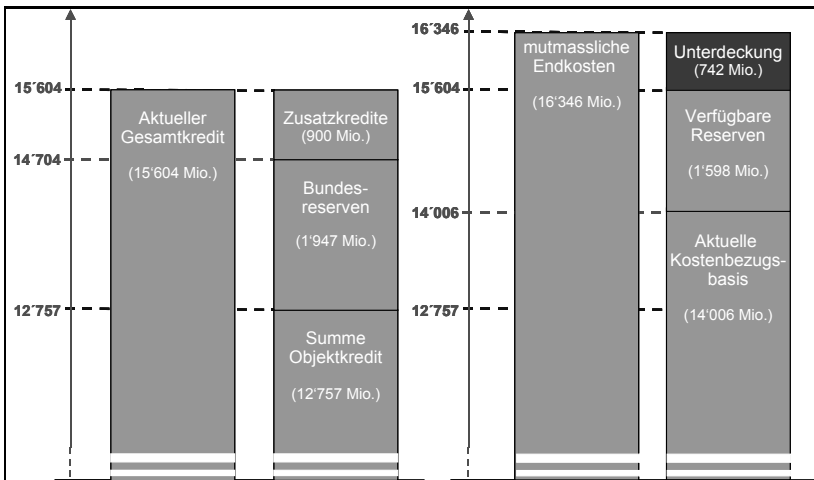 15´604
14´704
12´757
Aktueller
Gesamtkredit
(15‘604 Mio.)
Zusatzkredite
(900 Mio.)
Bundes-
reserven
(1‘947 Mio.)
Summe
Objektkredit
(12‘757 Mio.)
16´346
15´604
14´006
12´757
mutmassliche
Endkosten
(16‘346 Mio.)
Unterdeckung
(742 Mio.)
Verfügbare
Reserven
(1‘598 Mio.)
Aktuelle
Kostenbezugs-
basis
(14‘006 Mio.)